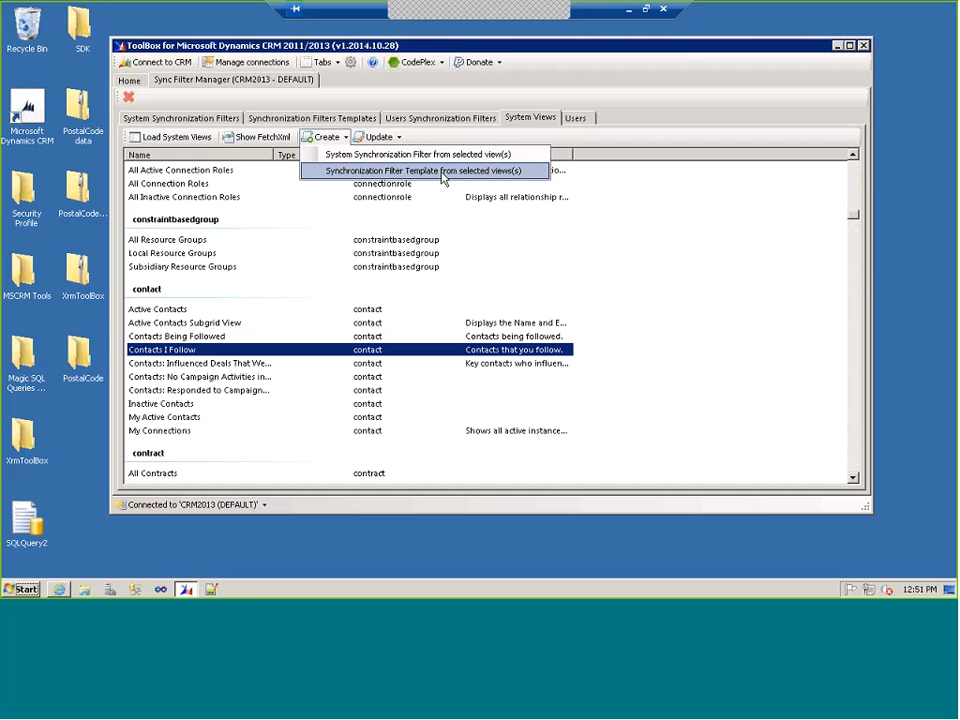 Recycle Bin
SDK
Microsoft
Dynamics CRM
PostalCode
data
Security
Profile
PostalCode...
MSCRM Tools
XrmToolBox
Magic SQL
Queries ...
PostalCode
XrmToolBox
SQLQuery2
ToolBox for Microsoft Dynamics CRM 2011/2013 (v1.2014.10.28)
Connect to CRM
Manage connections
Tabs
CodePlex
Donate
Home
Sync Filter Manager (CRM2013 - DEFAULT)
System Synchronization Filters
Synchronization Filters Templates
Users Synchronization Filters
System Views
Users
Load System Views
Show FetchXml
Create
Update
System Synchronization Filter from selected view(s)
Synchronization Filter Template from selected views(s)
Name
Type
All Active Connection Roles
All Connection Roles connectionrole
All Inactive Connection Roles connectionrole Displays all relationship r...
constraintbasedgroup
All Resource Groups constraintbasedgroup
Local Resource Groups constraintbasedgroup
Subsidiary Resource Groups constraintbasedgroup
contact
Active Contacts contact
Active Contacts Subgrid View contact Displays the Name and E...
Contacts Being Followed contact Contacts being followed.
Contacts I Follow contact Contacts that you follow.
Contacts: Influenced Deals That We... contact Key contacts who influen...
Contacts: No Campaign Activities in... contact
Contacts: Responded to Campaign... contact
Inactive Contacts contact
My Active Contacts contact
My Connections contact Shows all active instance...
contract
All Contracts contract
Connected to 'CRM2013 (DEFAULT)'
Start
12:51 PM